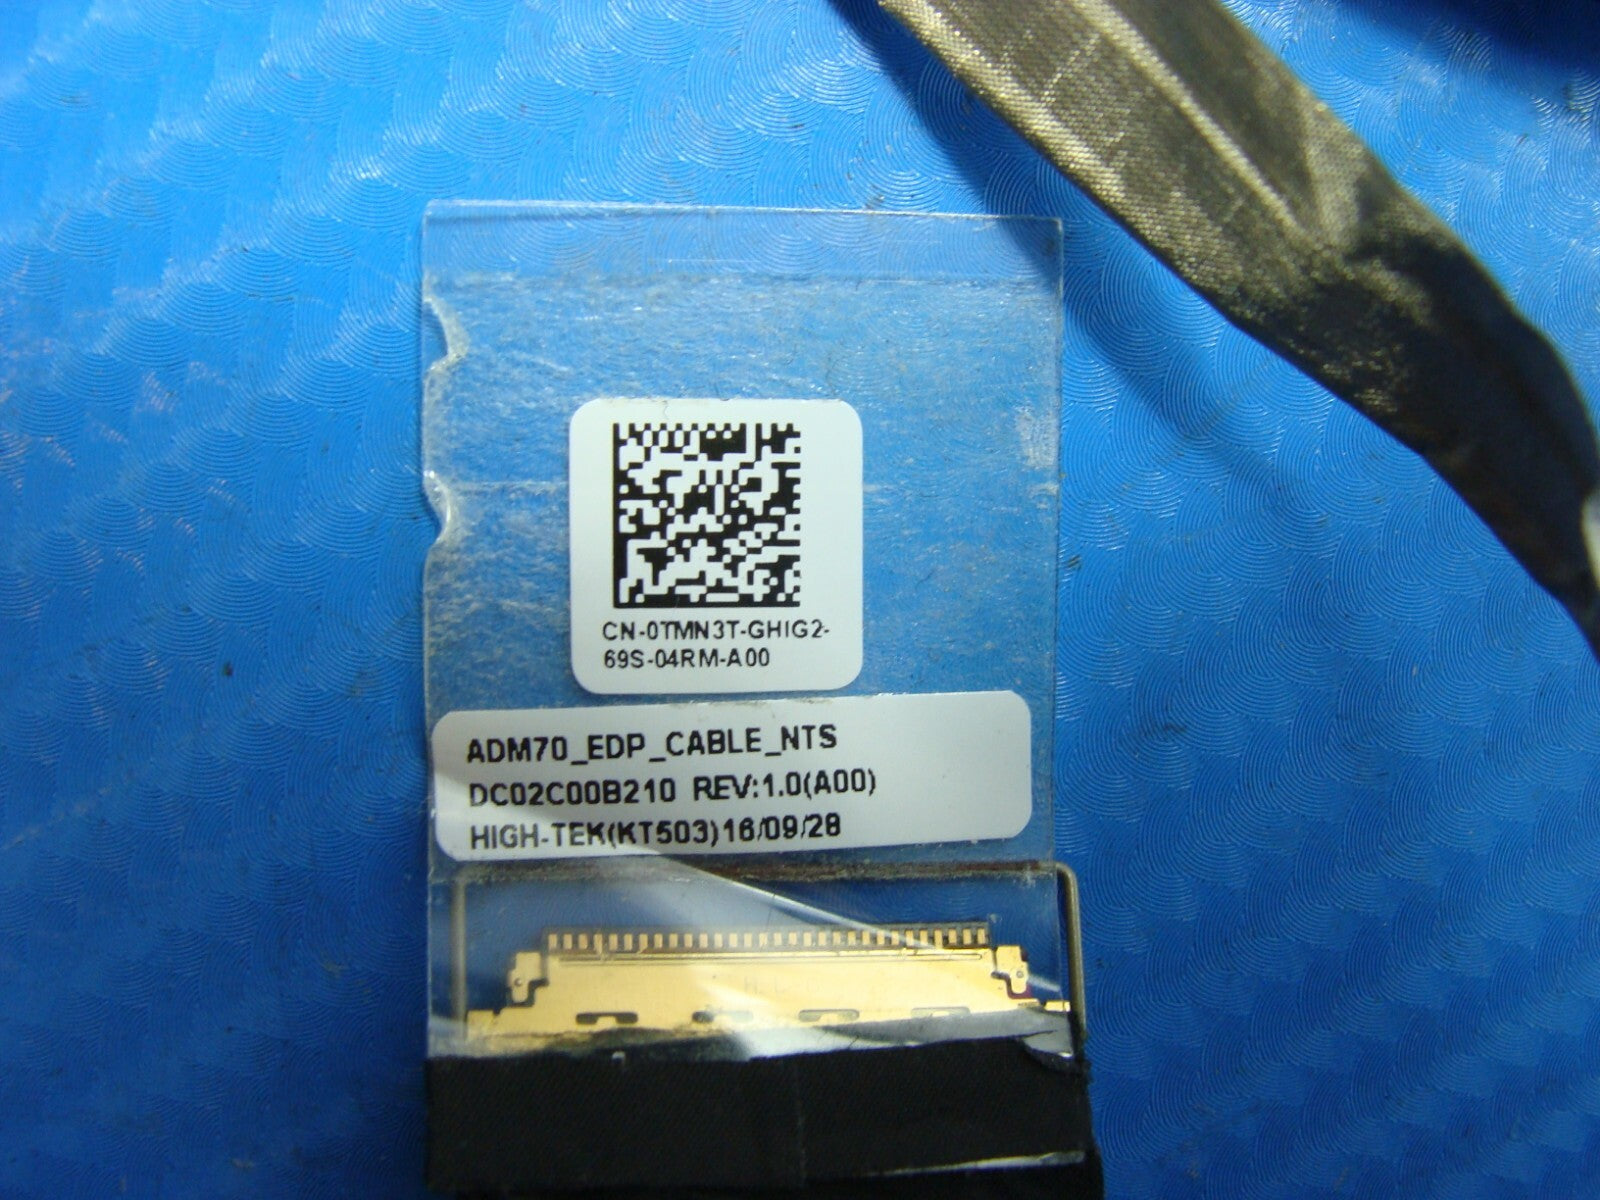 CN-0TMN3T-GHIG2-
69S-04RM-A00
ADM70_EDP_CABLE_NTS
DC02C00B210 REV:1.0(A00)
HIGH-TEK(KT503)16/09/28